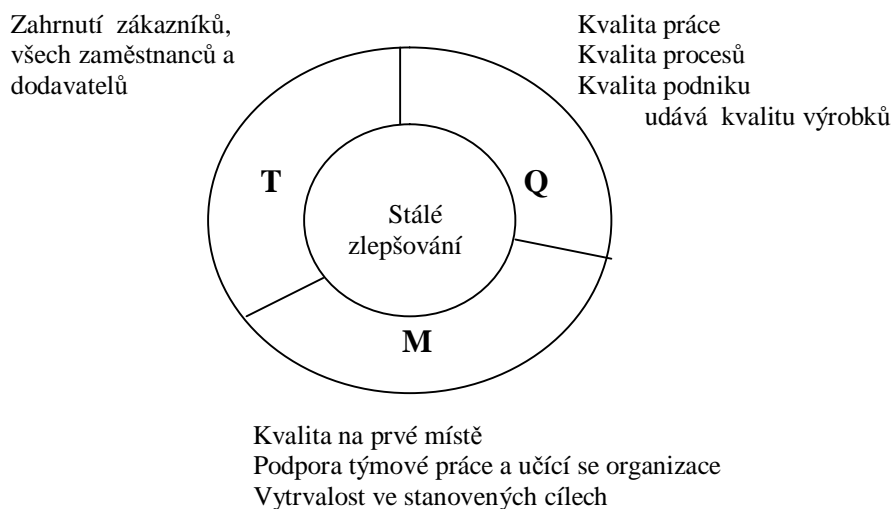 Zahrnutí zákazníků,
všech zaměstnanců a
dodavatelů
Kvalita práce
Kvalita procesů
Kvalita podniku
udává kvalitu výrobků
T
Q
Stálé
zlepšování
M
Kvalita na prvé místě
Podpora týmové práce a učící se organizace
Vytrvalost ve stanovených cílech